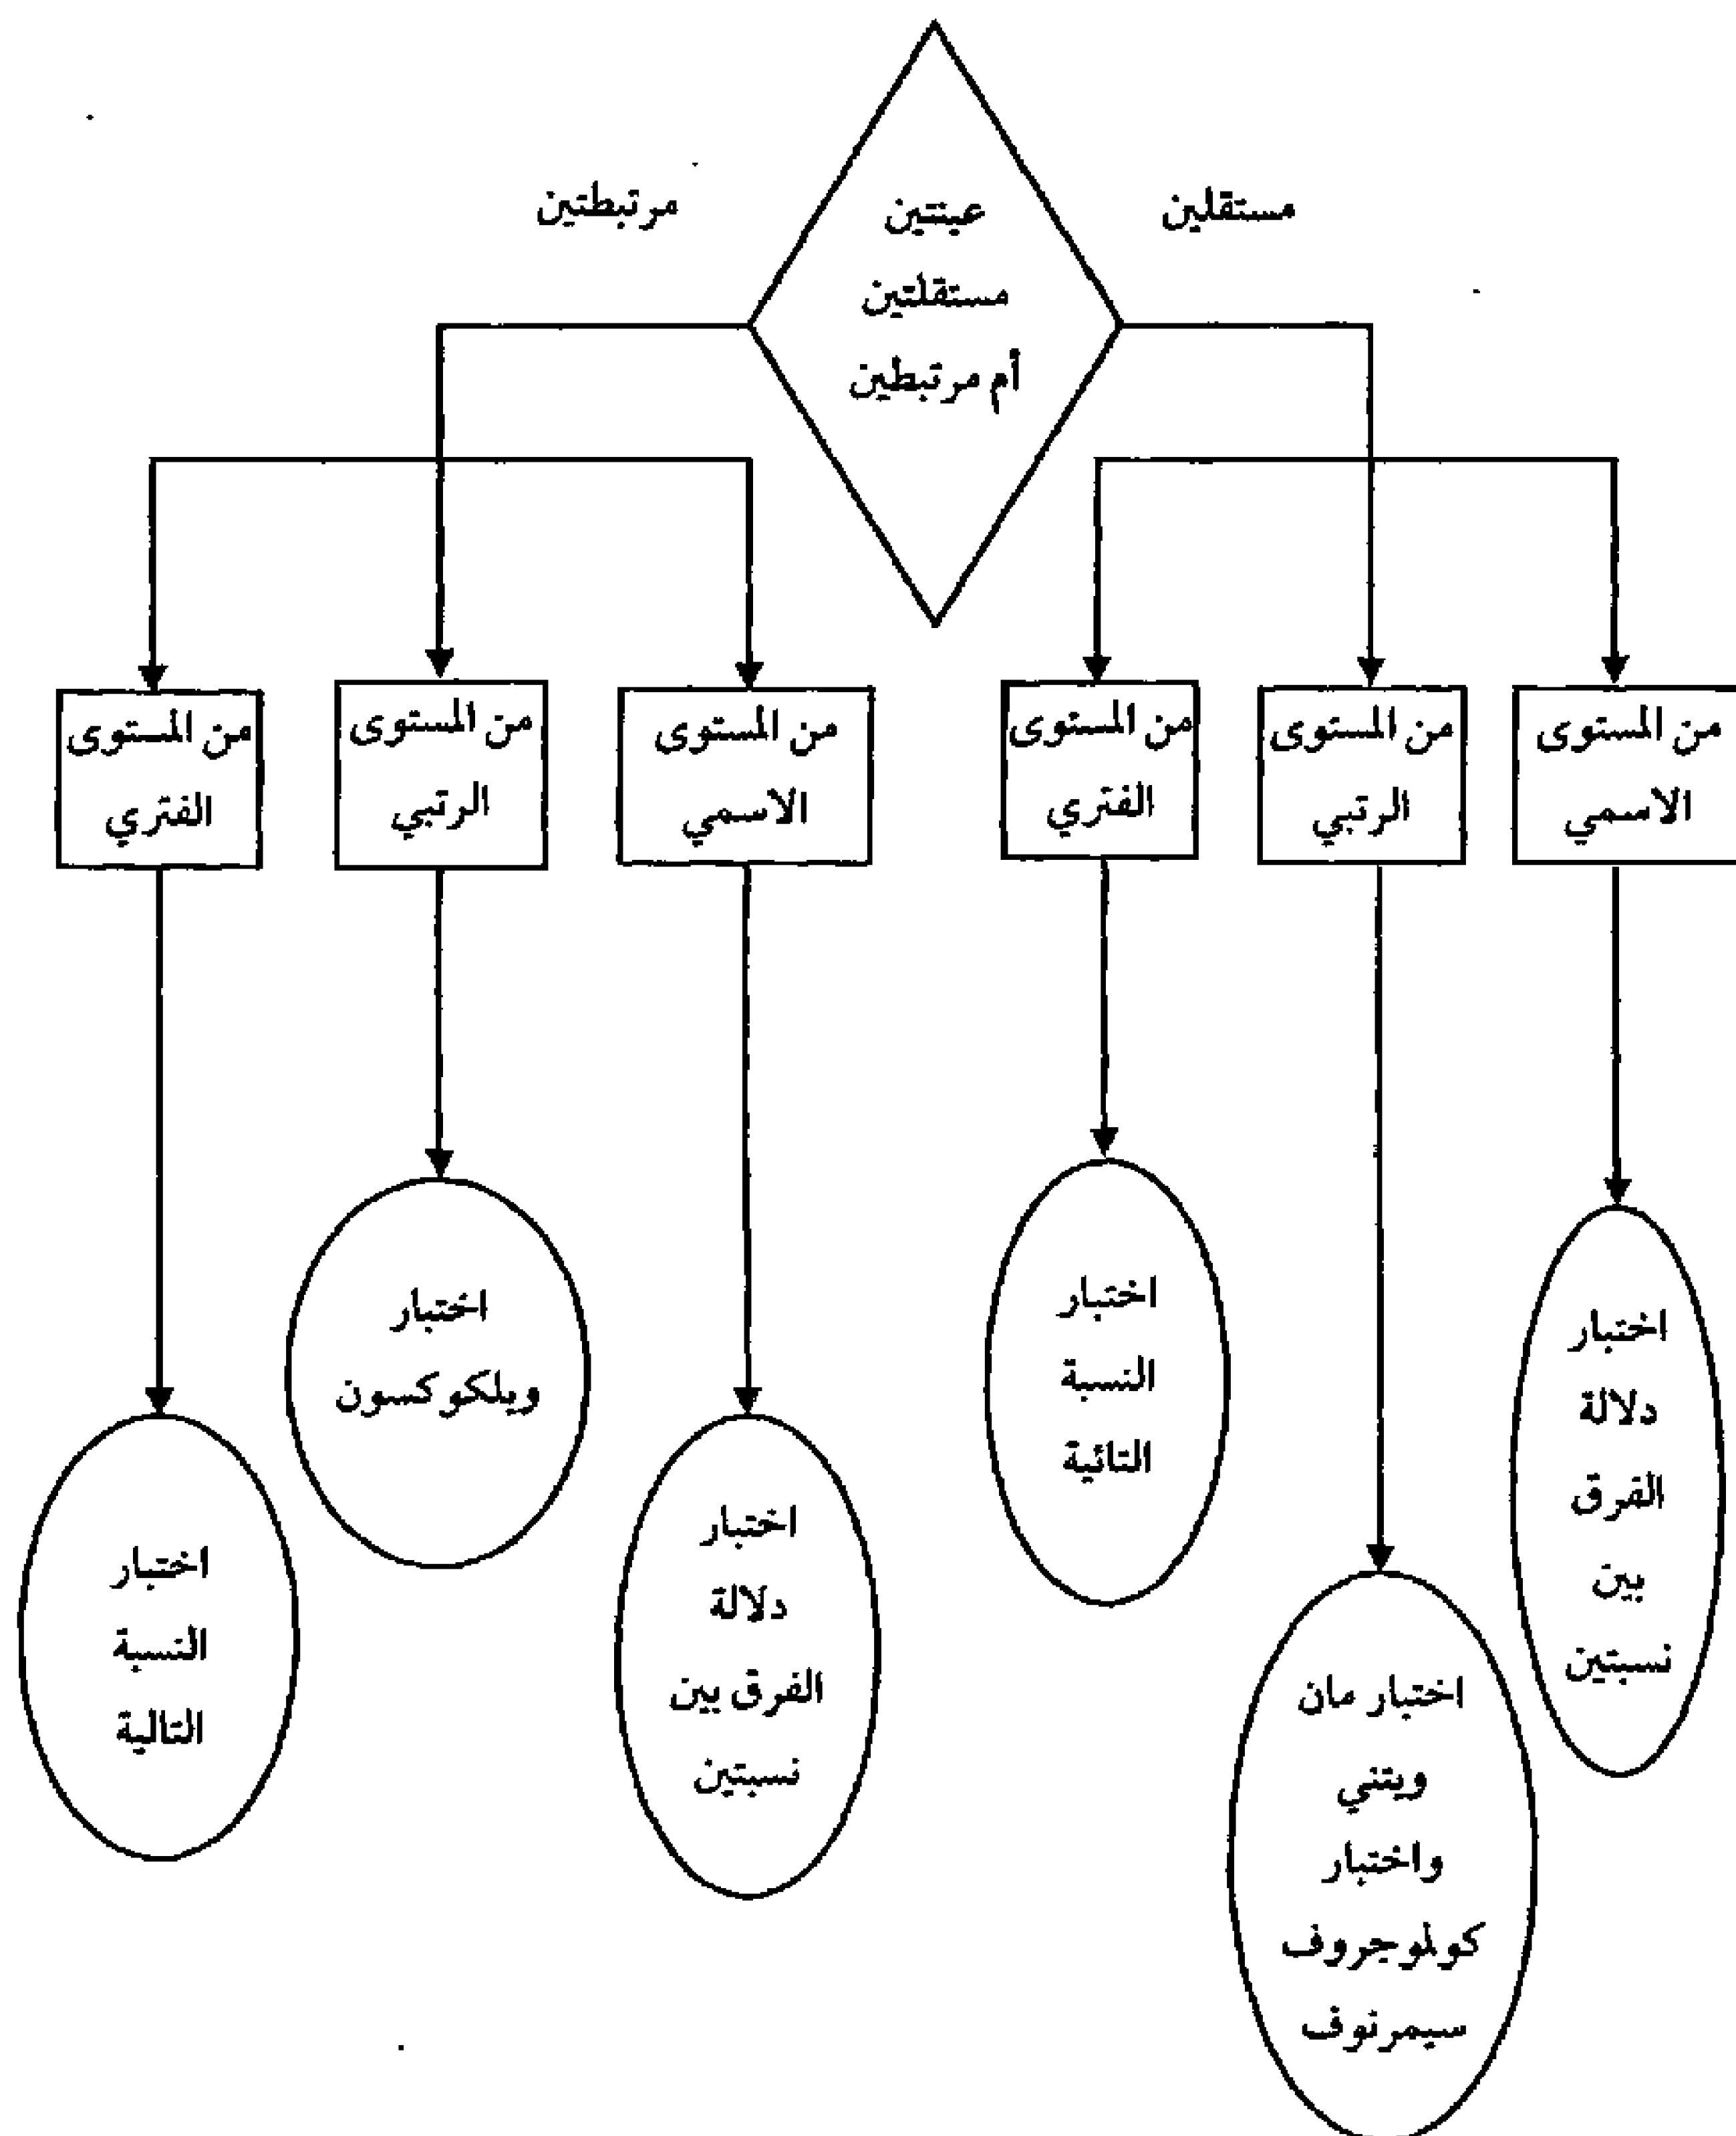 مستقلين
عينتين
مستقلتين
أم مرتبطين
مرتبطتين
من المستوى
الاسمي
من المستوى
الرتبي
من المستوى
الفتري
من المستوى
الاسمي
من المستوى
الرتبي
من المستوى
الفتري
اختبار
دلالة
الفرق
بين
نسبتين
اختبار مان
ويتني
واختبار
كولموجروف
سيمرنوف
اختبار
النسبة
التائية
اختبار
دلالة
الفرق بين
نسبتين
اختبار
ويلكوكسون
اختبار
النسبة
التالية